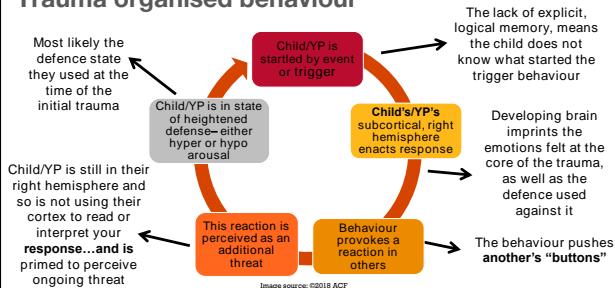 Trauma organised behaviour
Child/YP is
startled by event
or trigger
The lack of explicit,
logical memory, means
the child does not
know what started the
trigger behaviour
Child's/YP's
subcortical, right
hemisphere
enacts response
Developing brain
imprints the
emotions felt at the
core of the trauma,
as well as the
defence used
against it
Behaviour
provokes a
reaction in
others
The behaviour pushes
another's “buttons”
This reaction is
perceived as an
additional
threat
Child/YP is still in their
right hemisphere and
so is not using their
cortex to read or
interpret your
response...and is
primed to perceive
ongoing threat
Child/YP is in state
of heightened
defense– either
hyper or hypo
arousal
Most likely the
defence state
they used at the
time of the
initial trauma
Image source: ©2018 ACF